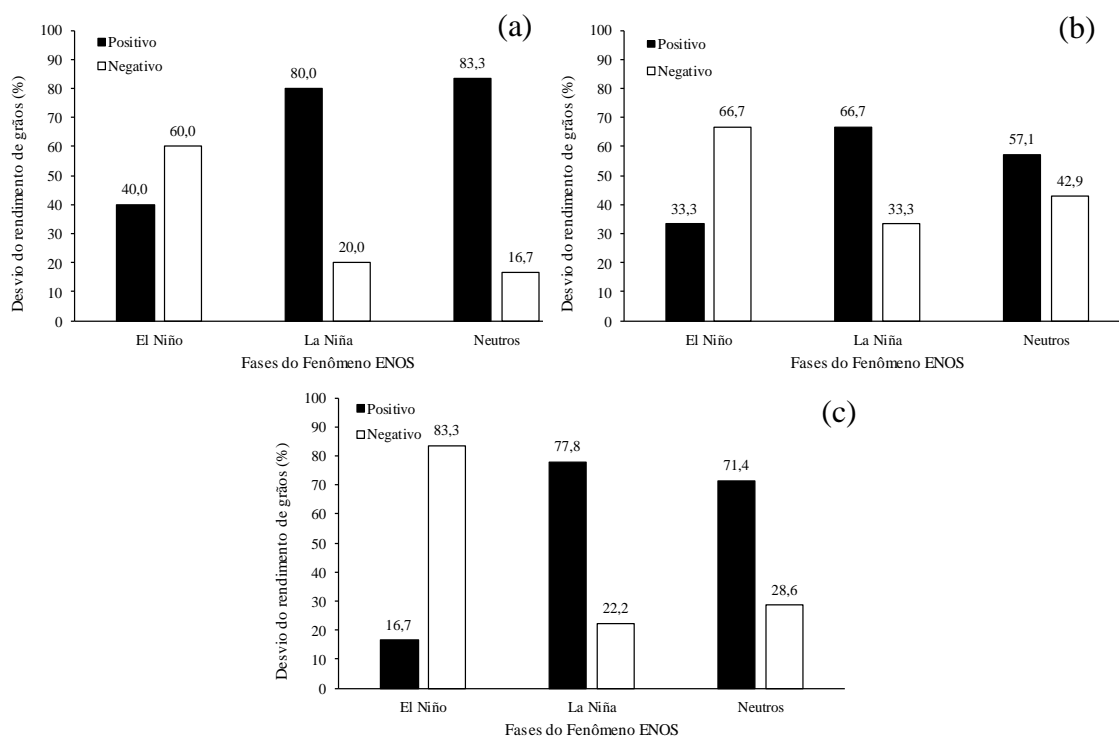 (a)
Desvio do rendimento de grãos (%)
100
90
80
70
60
50
40
30
20
10
0
Positivo
Negativo
40,0
60,0
80,0
20,0
83,3
16,7
El Niño La Niña Neutros
Fases do Fenômeno ENOS
(b)
Desvio do rendimento de grãos (%)
100
90
80
70
60
50
40
30
20
10
0
Positivo
Negativo
33,3
66,7
66,7
33,3
57,1
42,9
El Niño La Niña Neutros
Fases do Fenômeno ENOS
(c)
Desvio do rendimento de grãos (%)
100
90
80
70
60
50
40
30
20
10
0
Positivo
Negativo
16,7
83,3
77,8
22,2
71,4
28,6
El Niño La Niña Neutros
Fases do Fenômeno ENOS